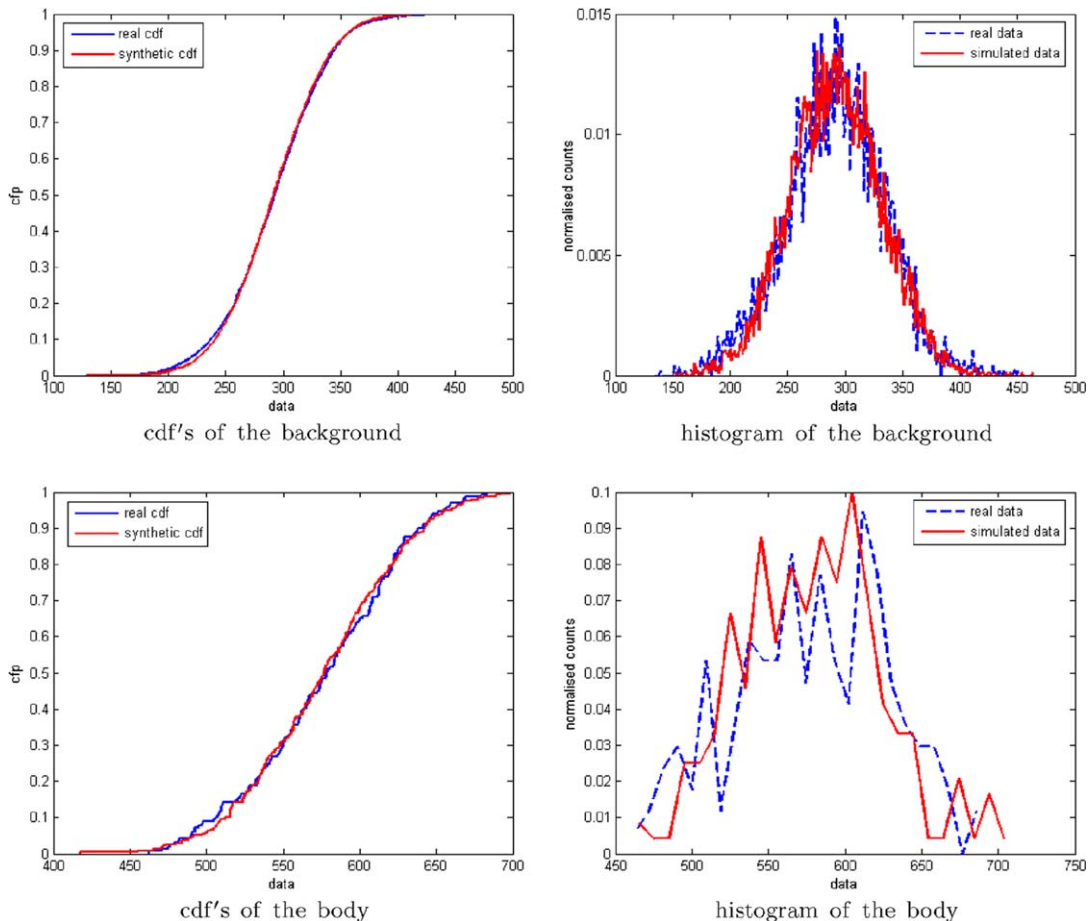 1
0.9
0.8
0.7
0.6
0.5
0.4
0.3
0.2
0.1
0
cfp
real cdf
synthetic cdf
100 150 200 250 300 350 400 450 500
data
cdf's of the background
0.015
0.01
0.005
0
normalised counts
real data
simulated data
100 150 200 250 300 350 400 450 500
data
histogram of the background
1
0.9
0.8
0.7
0.6
0.5
0.4
0.3
0.2
0.1
0
cfp
real cdf
synthetic cdf
400 450 500 550 600 650 700
data
cdf's of the body
0.1
0.09
0.08
0.07
0.06
0.05
0.04
0.03
0.02
0.01
0
normalised counts
real data
simulated data
450 500 550 600 650 700 750
data
histogram of the body